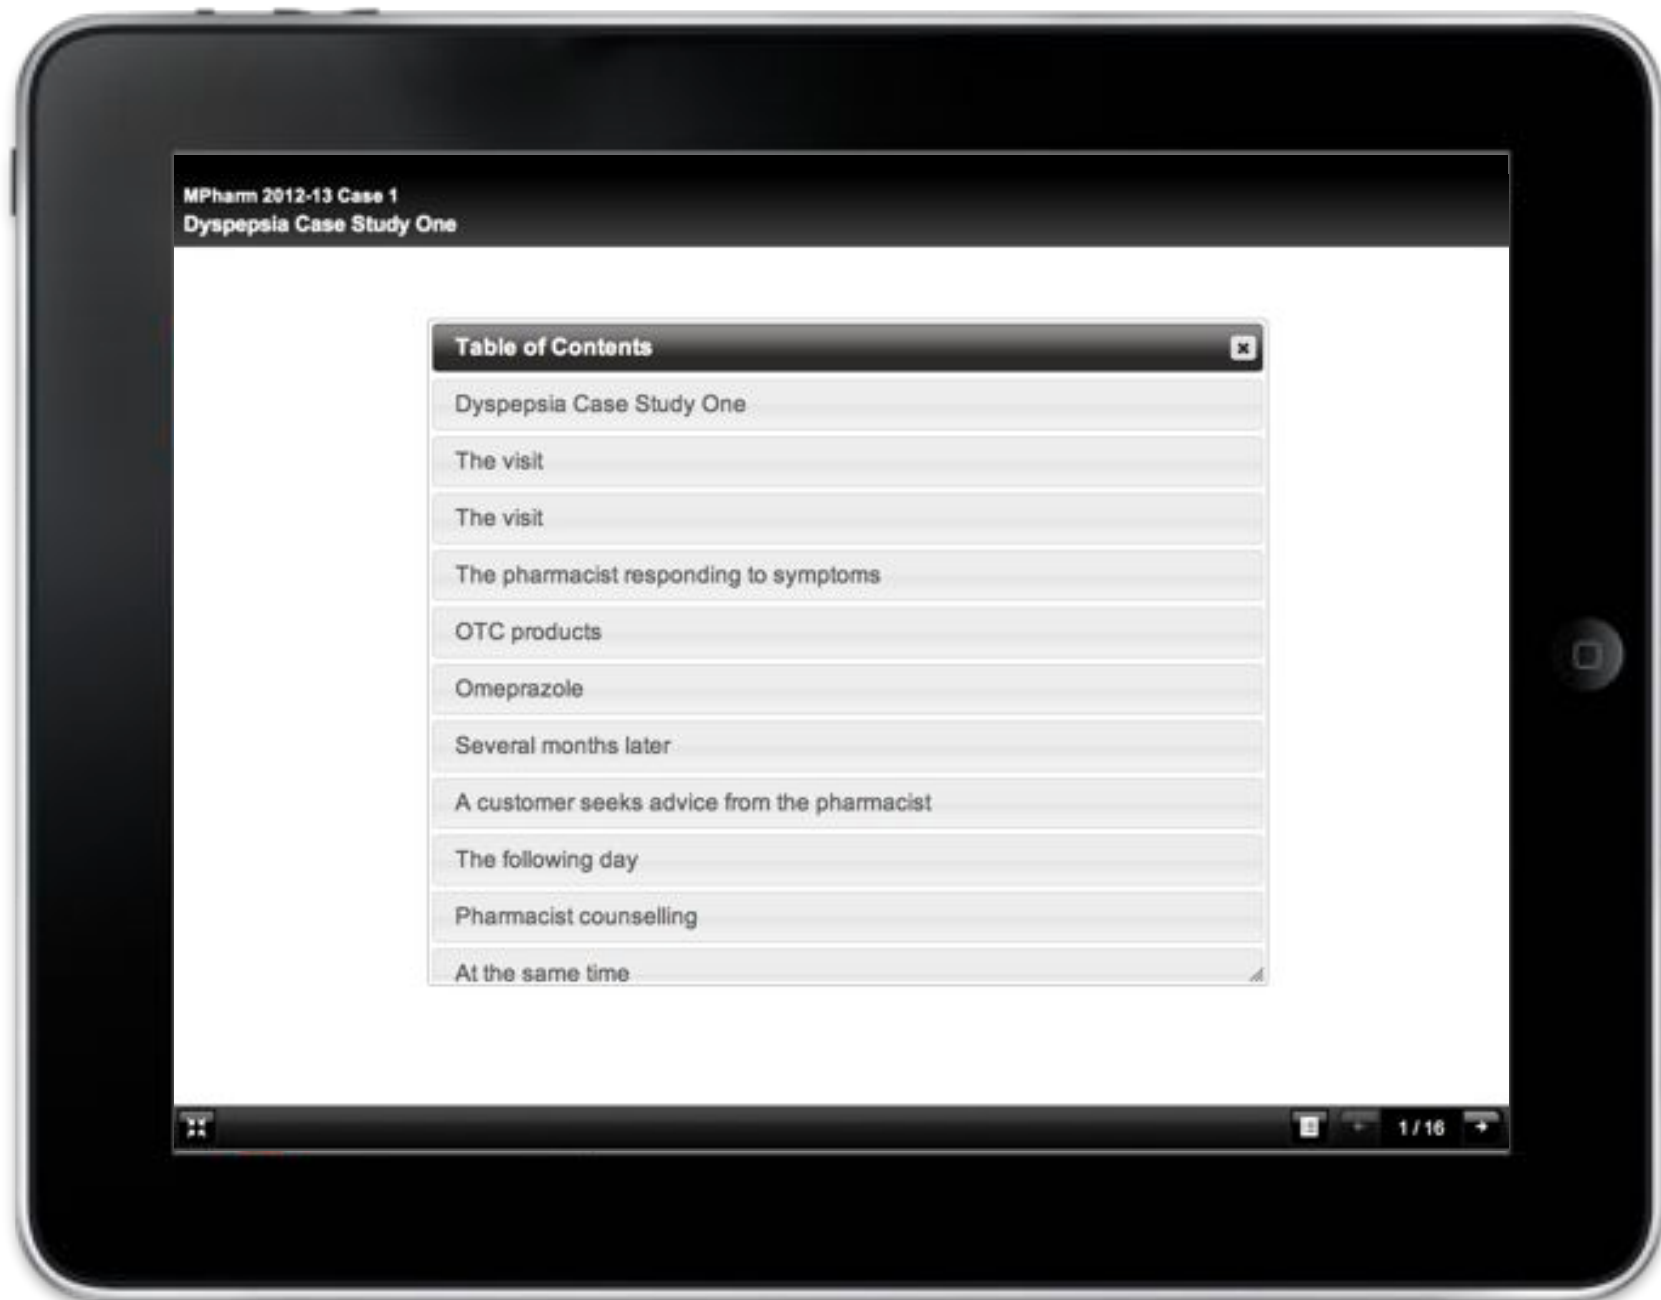 MPharm 2012-13 Case 1
Dyspepsia Case Study One
Table of Contents
Dyspepsia Case Study One
The visit
The visit
The pharmacist responding to symptoms
OTC products
Omeprazole
Several months later
A customer seeks advice from the pharmacist
The following day
Pharmacist counselling
At the same time
1 / 16